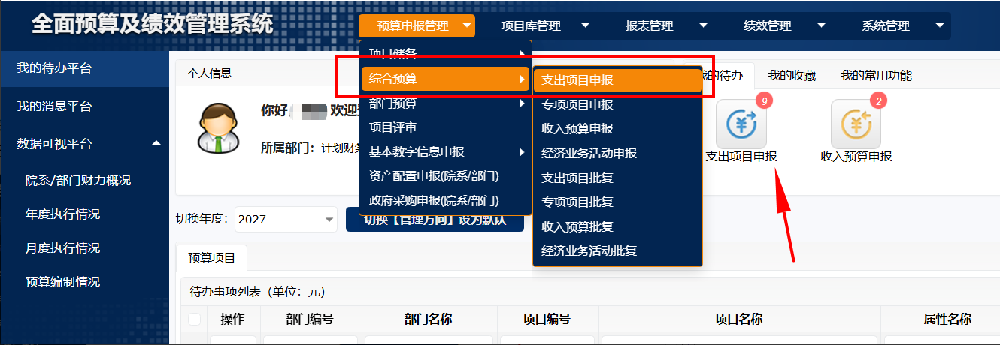 全面预算及绩效管理系统
预算申报管理
项目库管理
报表管理
绩效管理
系统管理
我的待办平台
我的消息平台
数据可视平台
院系/部门财力概况
年度执行情况
月度执行情况
预算编制情况
个人信息
你好
欢迎
所属部门：计划财务
项目储备
综合预算
部门预算
项目评审
基本数字信息申报
资产配置申报(院系/部门)
政府采购申报(院系/部门)
支出项目申报
专项项目申报
收入预算申报
经济业务活动申报
支出项目批复
专项项目批复
收入预算批复
经济业务活动批复
的待办
我的收藏
我的常用功能
9
2
支出项目申报
收入预算申报
切换年度：
2027
切换【管理方向】设为默认
预算项目
待办事项列表（单位：元）
操作
部门编号
部门名称
项目编号
项目名称
属性名称